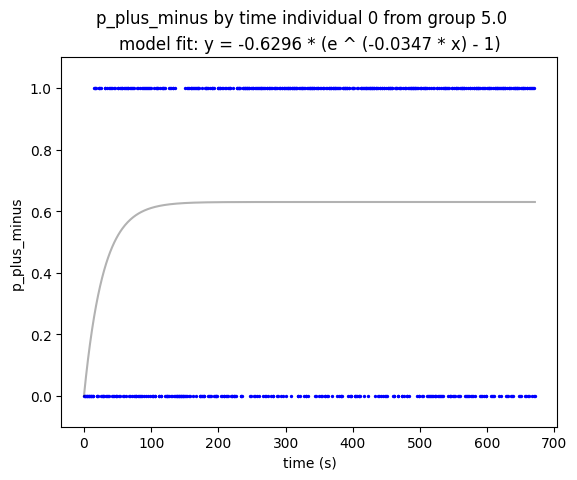 p_plus_minus by time individual 0 from group 5.0
model fit: y = -0.6296 * (e ^ (-0.0347 * x) - 1)
1.0
0.8
0.6
0.4
0.2
0.0
p_plus_minus
0 100 200 300 400 500 600 700
time (s)